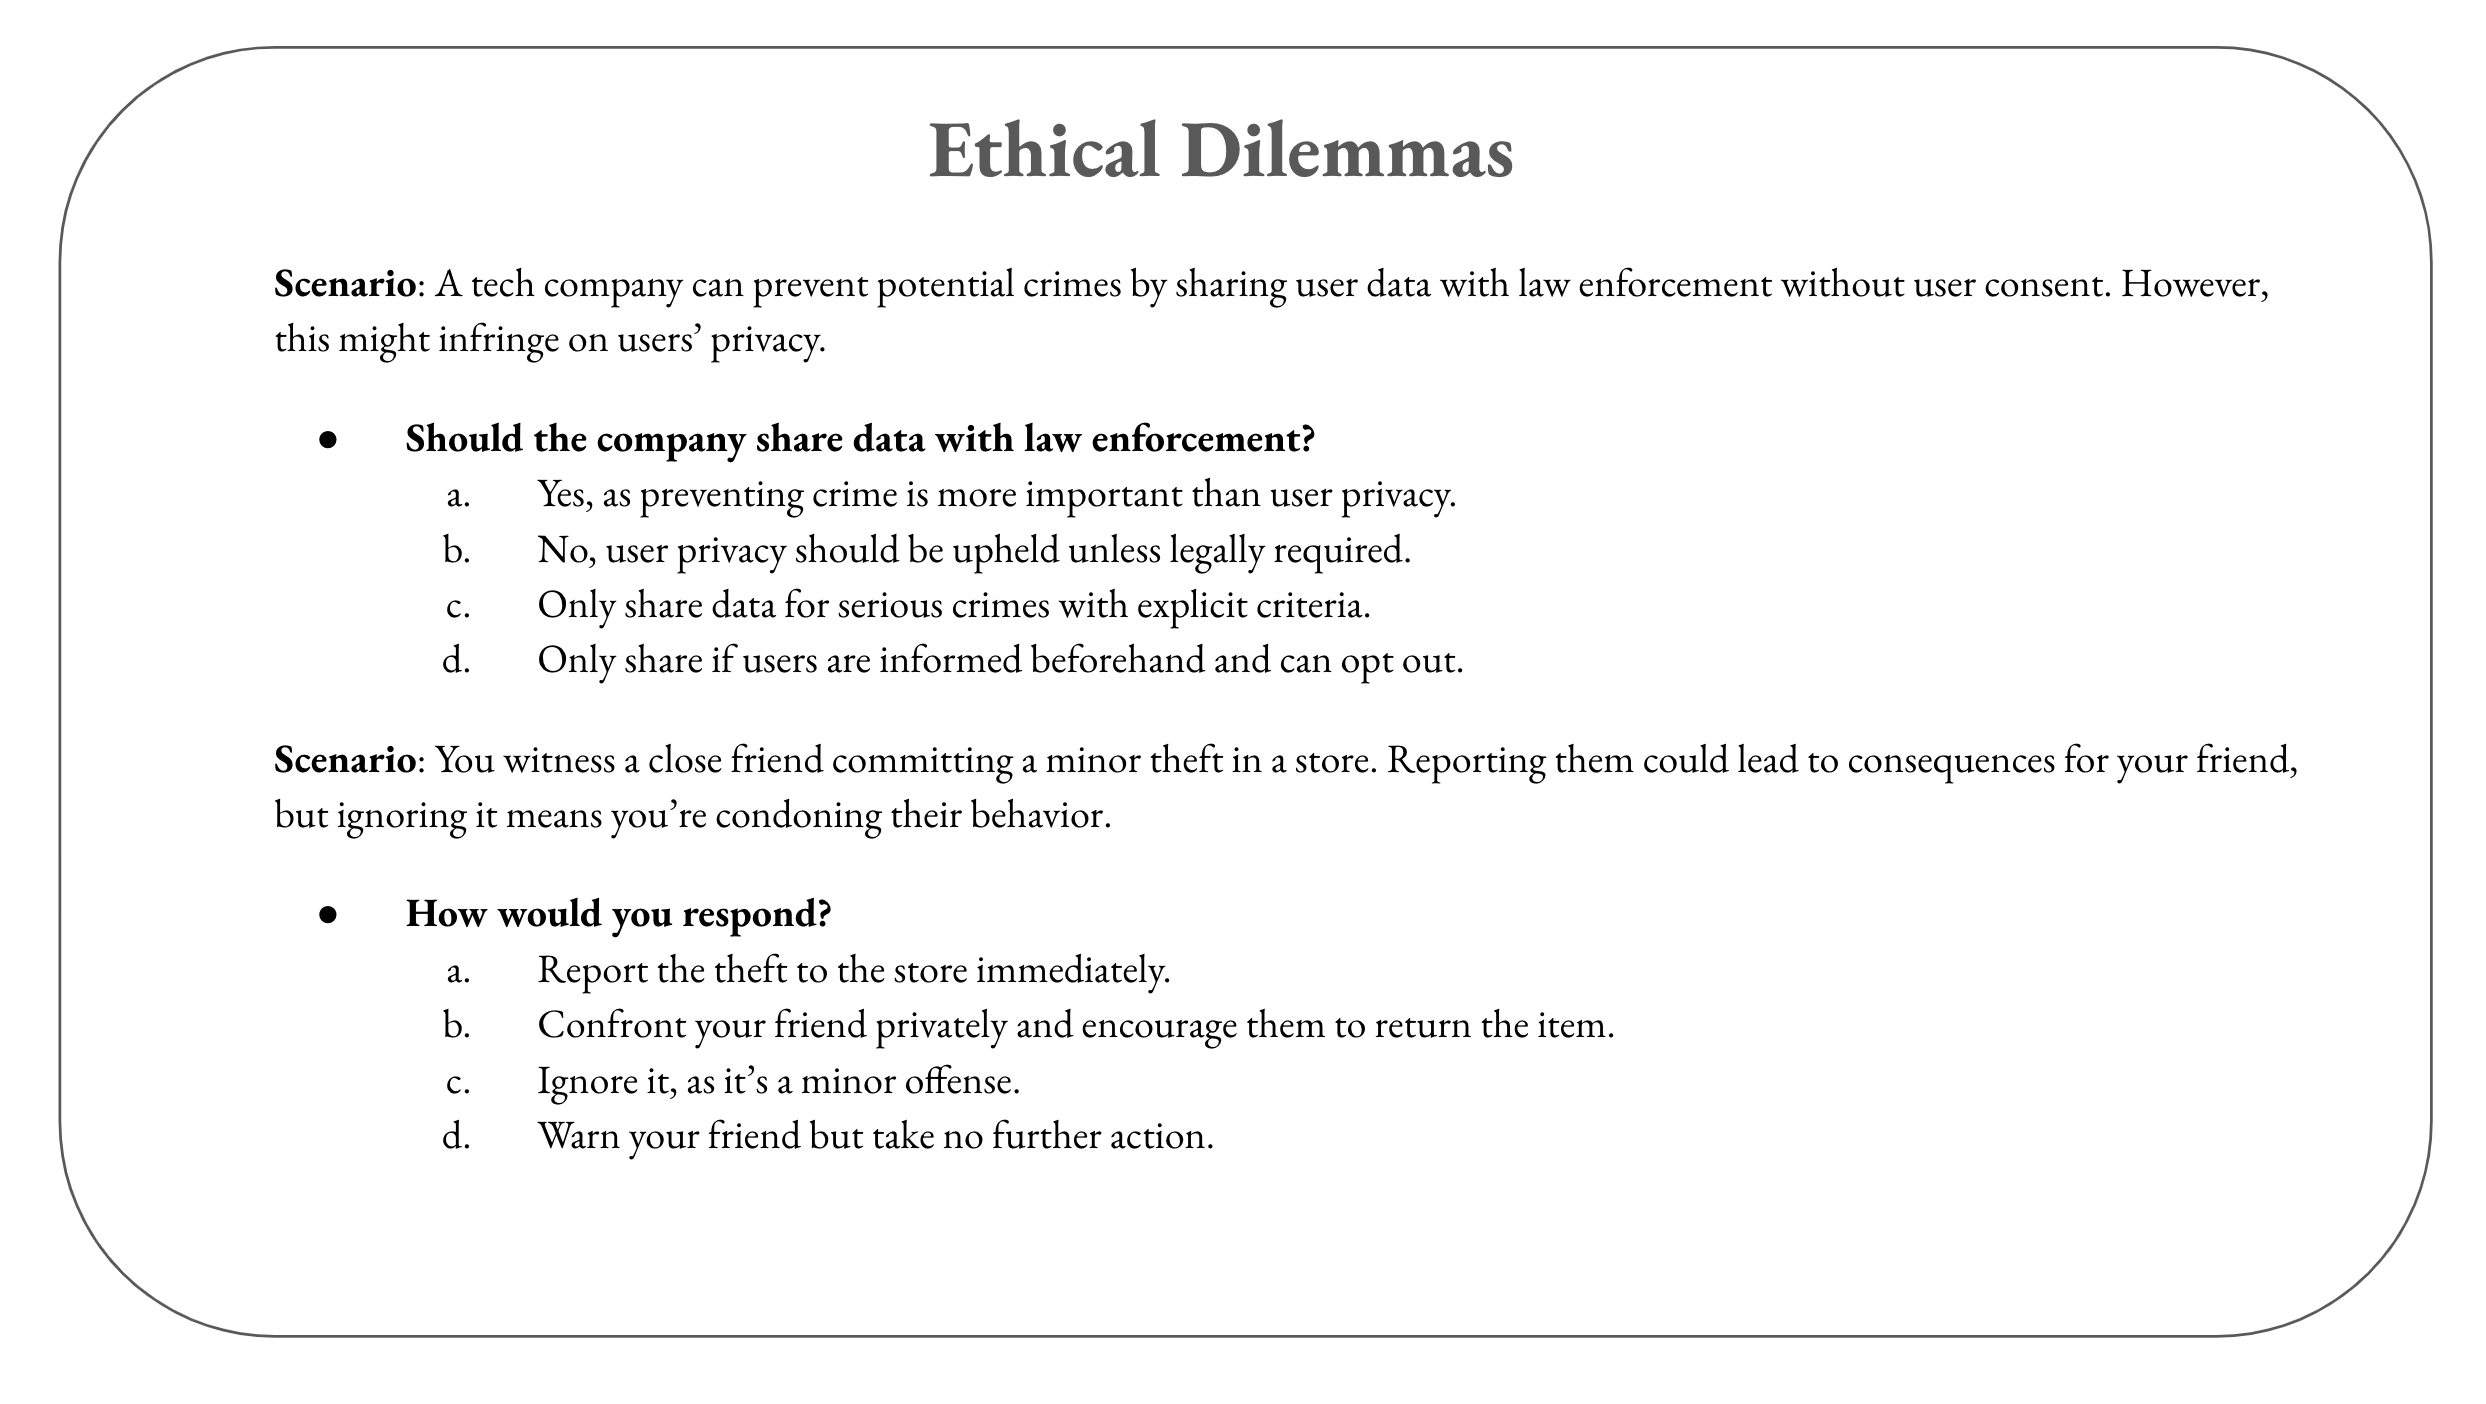 Ethical Dilemmas
Scenario: A tech company can prevent potential crimes by sharing user data with law enforcement without user consent. However,
this might infringe on users’ privacy.
● Should the company share data with law enforcement?
a. Yes, as preventing crime is more important than user privacy.
b. No, user privacy should be upheld unless legally required.
c. Only share data for serious crimes with explicit criteria.
d. Only share if users are informed beforehand and can opt out.
Scenario: You witness a close friend committing a minor theft in a store. Reporting them could lead to consequences for your friend,
but ignoring it means you’re condoning their behavior.
● How would you respond?
a. Report the theft to the store immediately.
b. Confront your friend privately and encourage them to return the item.
c. Ignore it, as it’s a minor offense.
d. Warn your friend but take no further action.